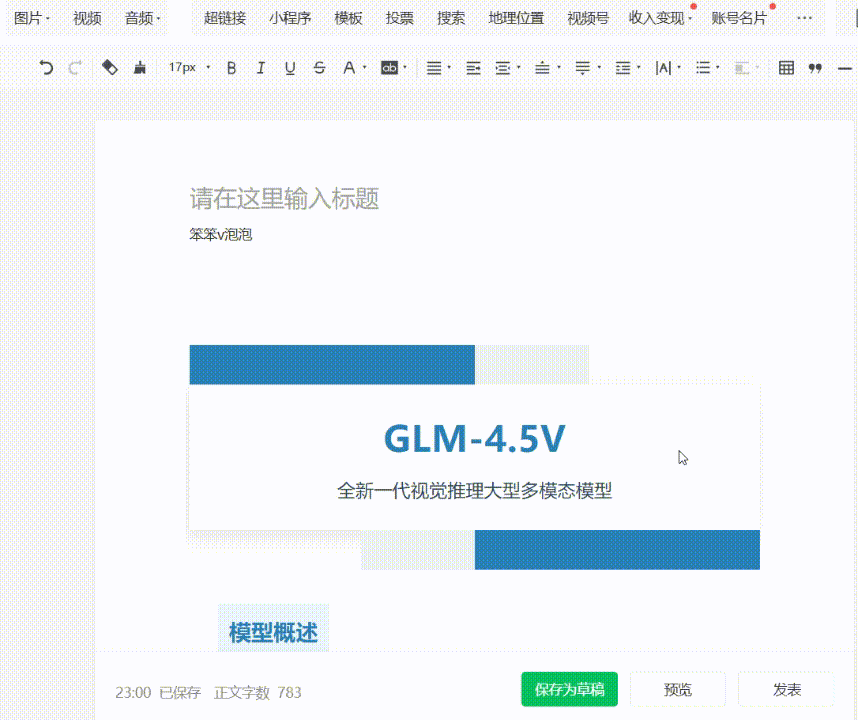 图片 视频 音频 超链接 小程序 模板 投票 搜索 地理位置 视频号 收入变现 账号名片 ···
17px B I U S A ab A
请在这里输入标题
笨笨v泡泡
GLM-4.5V
全新一代视觉推理大型多模态模型
模型概述
23:00 已保存 正文字数 783 保存为草稿 预览 发表